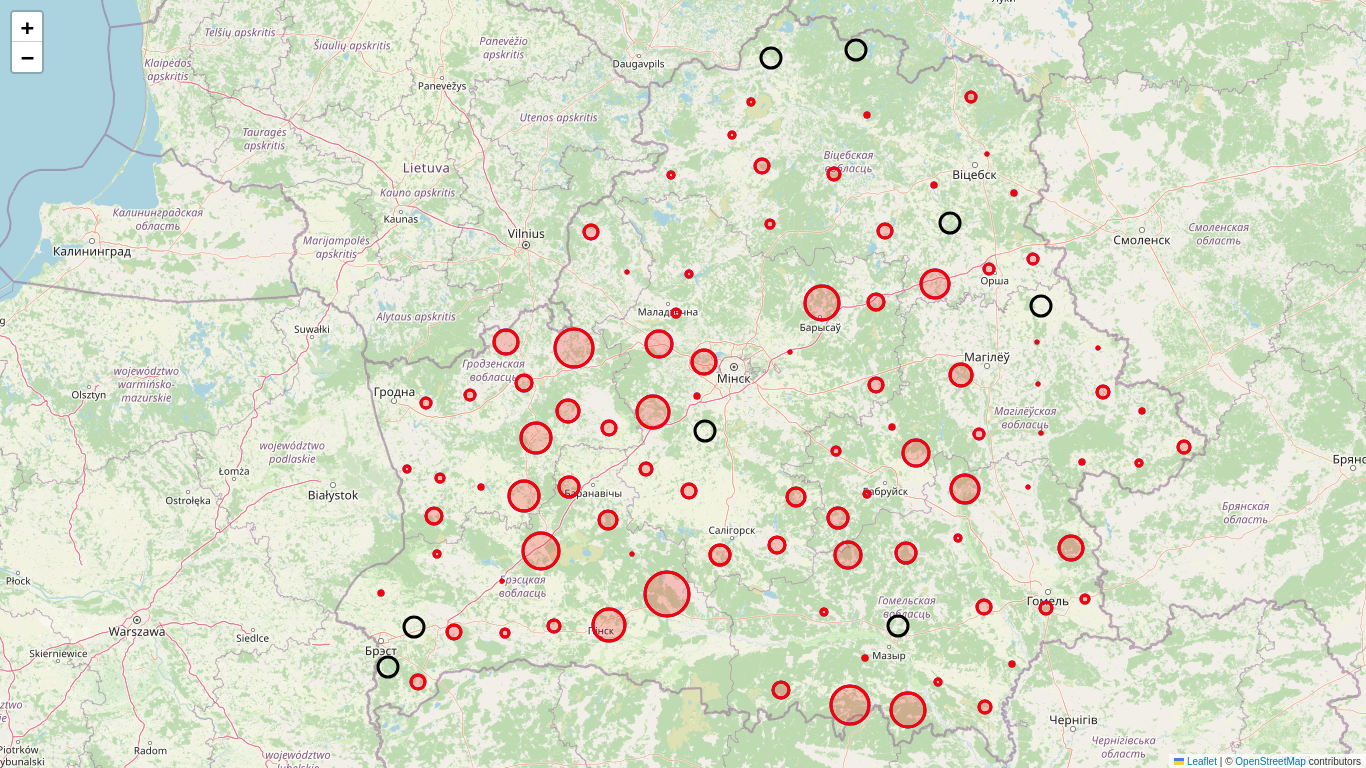 +
−
Telšių apskritis
Šiaulių apskritis
Panevėžio
apskritis
Klaipėdos
apskritis
Daugavpils
Panevėžys
Utenos apskritis
Tauragės
apskritis
Lietuva
Kauno apskritis
Kaunas
Віцебская
вобласць
Віцебск
Калининградская
область
Калининград
Marijampolės
apskritis
Vilnius
Смоленск
Смоленская
область
Орша
Alytaus apskritis
Suwałki
Маладзечна
Барысаў
Мінск
Магілёў
Гродзенская
вобласць
Гродна
województwo
warmińsko-
mazurskie
Olsztyn
Магілёўская
вобласць
województwo
podlaskie
Łomża
Ostrołęka
Białystok
Баранавічы
Бабруйск
Брянская
область
Салігорск
Płock
Брэсцкая
вобласць
Гомельская
вобласць
Гомель
Warszawa
Siedlce
Skierniewice
Пінск
Брэст
Мазыр
Чернігів
Чернігівська
область
Radom
województwo
Piotrków
Leaflet | © OpenStreetMap contributors